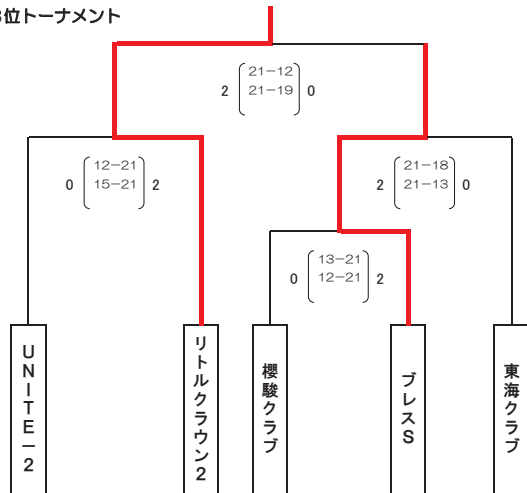 位トーナメント
21-12
2 21-19 0
12-21
0 15-21 2
21-18
2 21-13 0
13-21
0 12-21 2
UNITE-2
リトルクラウン2
櫻駿クラブ
ブレスS
東海クラブ